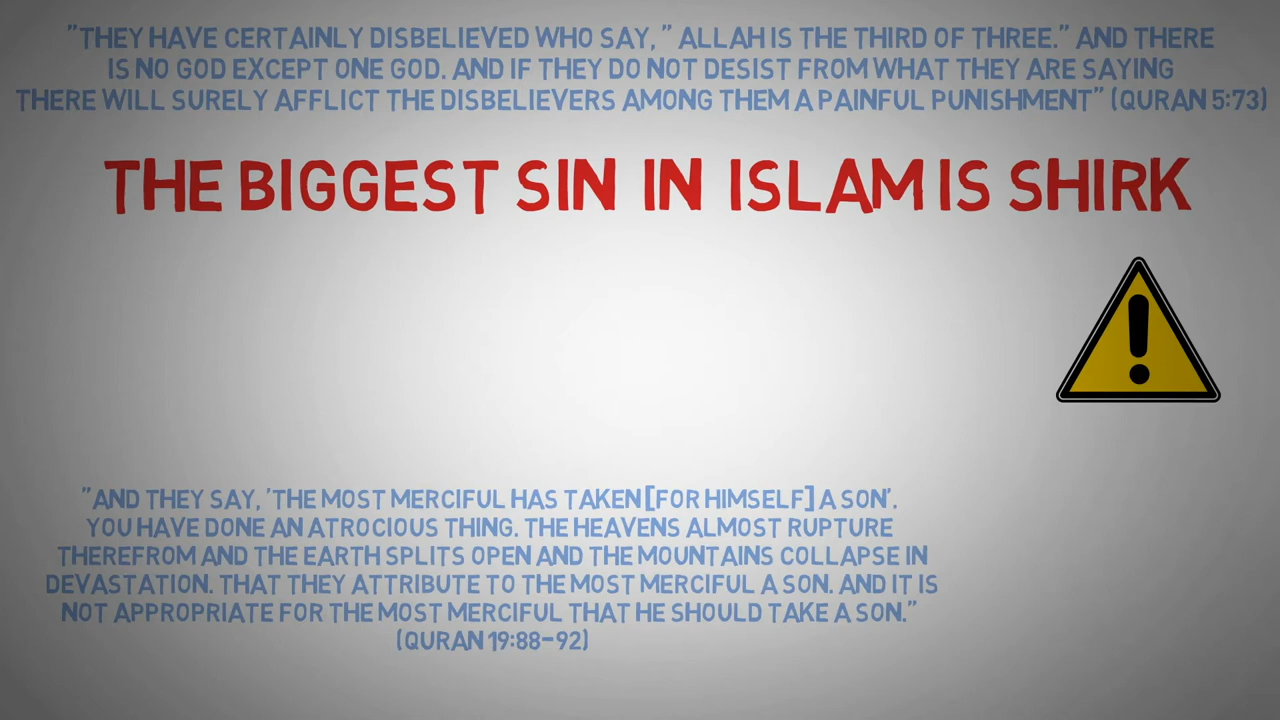 "THEY HAVE CERTAINLY DISBELIEVED WHO SAY, " ALLAH IS THE THIRD OF THREE." AND THERE
IS NO GOD EXCEPT ONE GOD. AND IF THEY DO NOT DESIST FROM WHAT THEY ARE SAYING
THERE WILL SURELY AFFLICT THE DISBELIEVERS AMONG THEM A PAINFUL PUNISHMENT" (QURAN 5:73)
THE BIGGEST SIN IN ISLAM IS SHIRK
"AND THEY SAY, 'THE MOST MERCIFUL HAS TAKEN [FOR HIMSELF] A SON'.
YOU HAVE DONE AN ATROCIOUS THING. THE HEAVENS ALMOST RUPTURE
THEREFROM AND THE EARTH SPLITS OPEN AND THE MOUNTAINS COLLAPSE IN
DEVASTATION. THAT THEY ATTRIBUTE TO THE MOST MERCIFUL A SON. AND IT IS
NOT APPROPRIATE FOR THE MOST MERCIFUL THAT HE SHOULD TAKE A SON."
(QURAN 19:88-92)